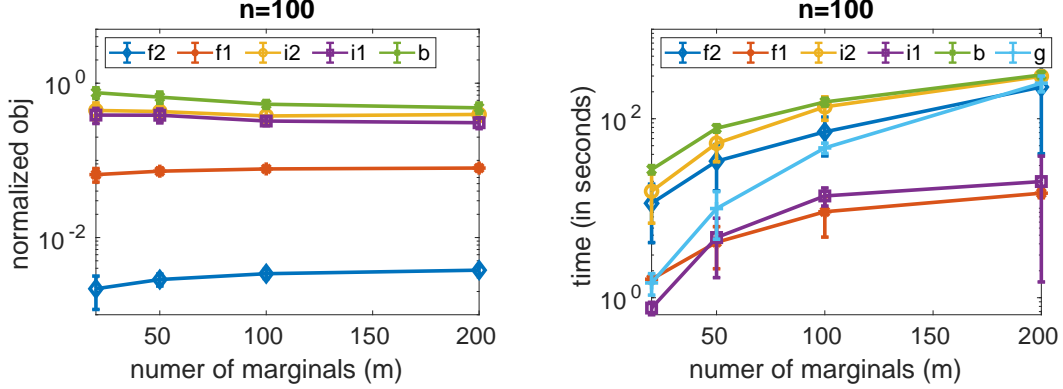 n=100
f2 f1 i2 i1 b
10^0
10^-2
normalized obj
50 100 150 200
numer of marginals (m)
n=100
f2 f1 i2 i1 b g
10^2
10^0
time (in seconds)
50 100 150 200
numer of marginals (m)